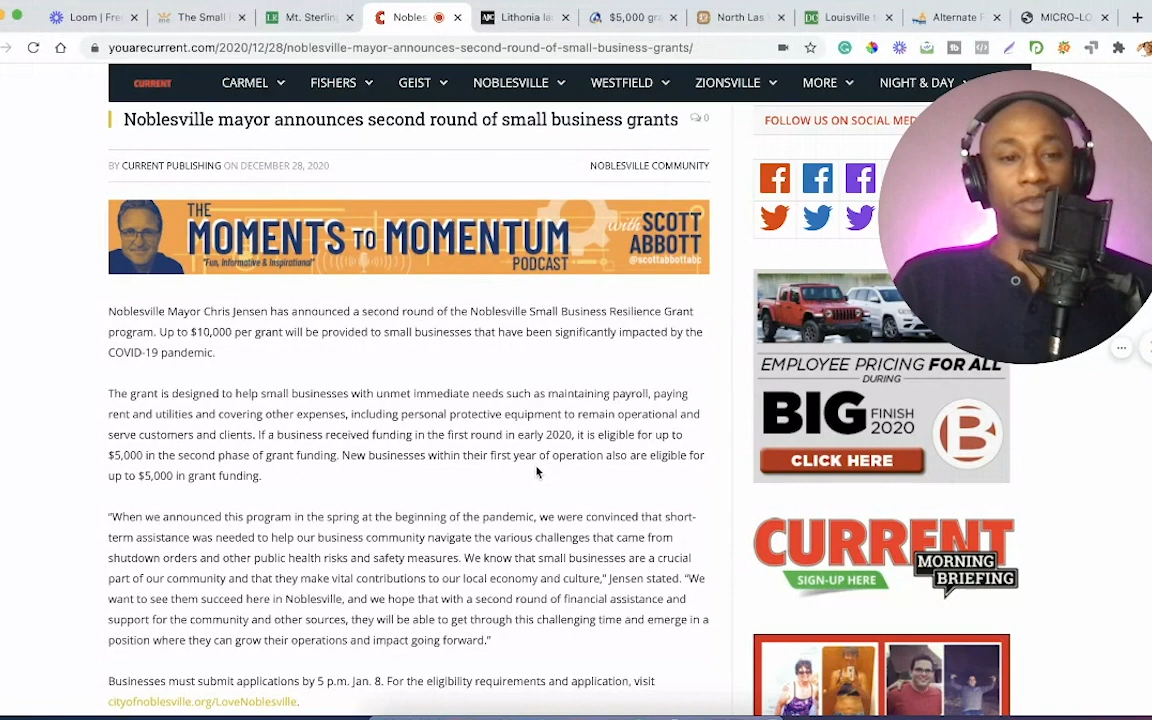 Loom | Fre
The Small
Mt. Sterlin
Nobles
Lithonia la
$5,000 gr
North Las
Louisville
Alternate F
MICRO-LO
youarecurrent.com/2020/12/28/noblesville-mayor-announces-second-round-of-small-business-grants/
CURRENT
CARMEL
FISHERS
GEIST
NOBLESVILLE
WESTFIELD
ZIONSVILLE
MORE
NIGHT & DAY
Noblesville mayor announces second round of small business grants
0
FOLLOW US ON SOCIAL MED
BY CURRENT PUBLISHING ON DECEMBER 28, 2020
NOBLESVILLE COMMUNITY
THE
MOMENTS TO MOMENTUM
PODCAST
"Fun, Informative & Inspirational"
with SCOTT
ABBOTT
@scottabbottabc
Noblesville Mayor Chris Jensen has announced a second round of the Noblesville Small Business Resilience Grant
program. Up to $10,000 per grant will be provided to small businesses that have been significantly impacted by the
COVID-19 pandemic.
The grant is designed to help small businesses with unmet immediate needs such as maintaining payroll, paying
rent and utilities and covering other expenses, including personal protective equipment to remain operational and
serve customers and clients. If a business received funding in the first round in early 2020, it is eligible for up to
$5,000 in the second phase of grant funding. New businesses within their first year of operation also are eligible for
up to $5,000 in grant funding.
"When we announced this program in the spring at the beginning of the pandemic, we were convinced that short-
term assistance was needed to help our business community navigate the various challenges that came from
shutdown orders and other public health risks and safety measures. We know that small businesses are a crucial
part of our community and that they make vital contributions to our local economy and culture," Jensen stated. "We
want to see them succeed here in Noblesville, and we hope that with a second round of financial assistance and
support for the community and other sources, they will be able to get through this challenging time and emerge in a
position where they can grow their operations and impact going forward."
Businesses must submit applications by 5 p.m. Jan. 8. For the eligibility requirements and application, visit
cityofnoblesville.org/LoveNoblesville.
EMPLOYEE PRICING FOR ALL
DURING
BIG FINISH
2020
B
CLICK HERE
CURRENT
MORNING
BRIEFING
SIGN-UP HERE